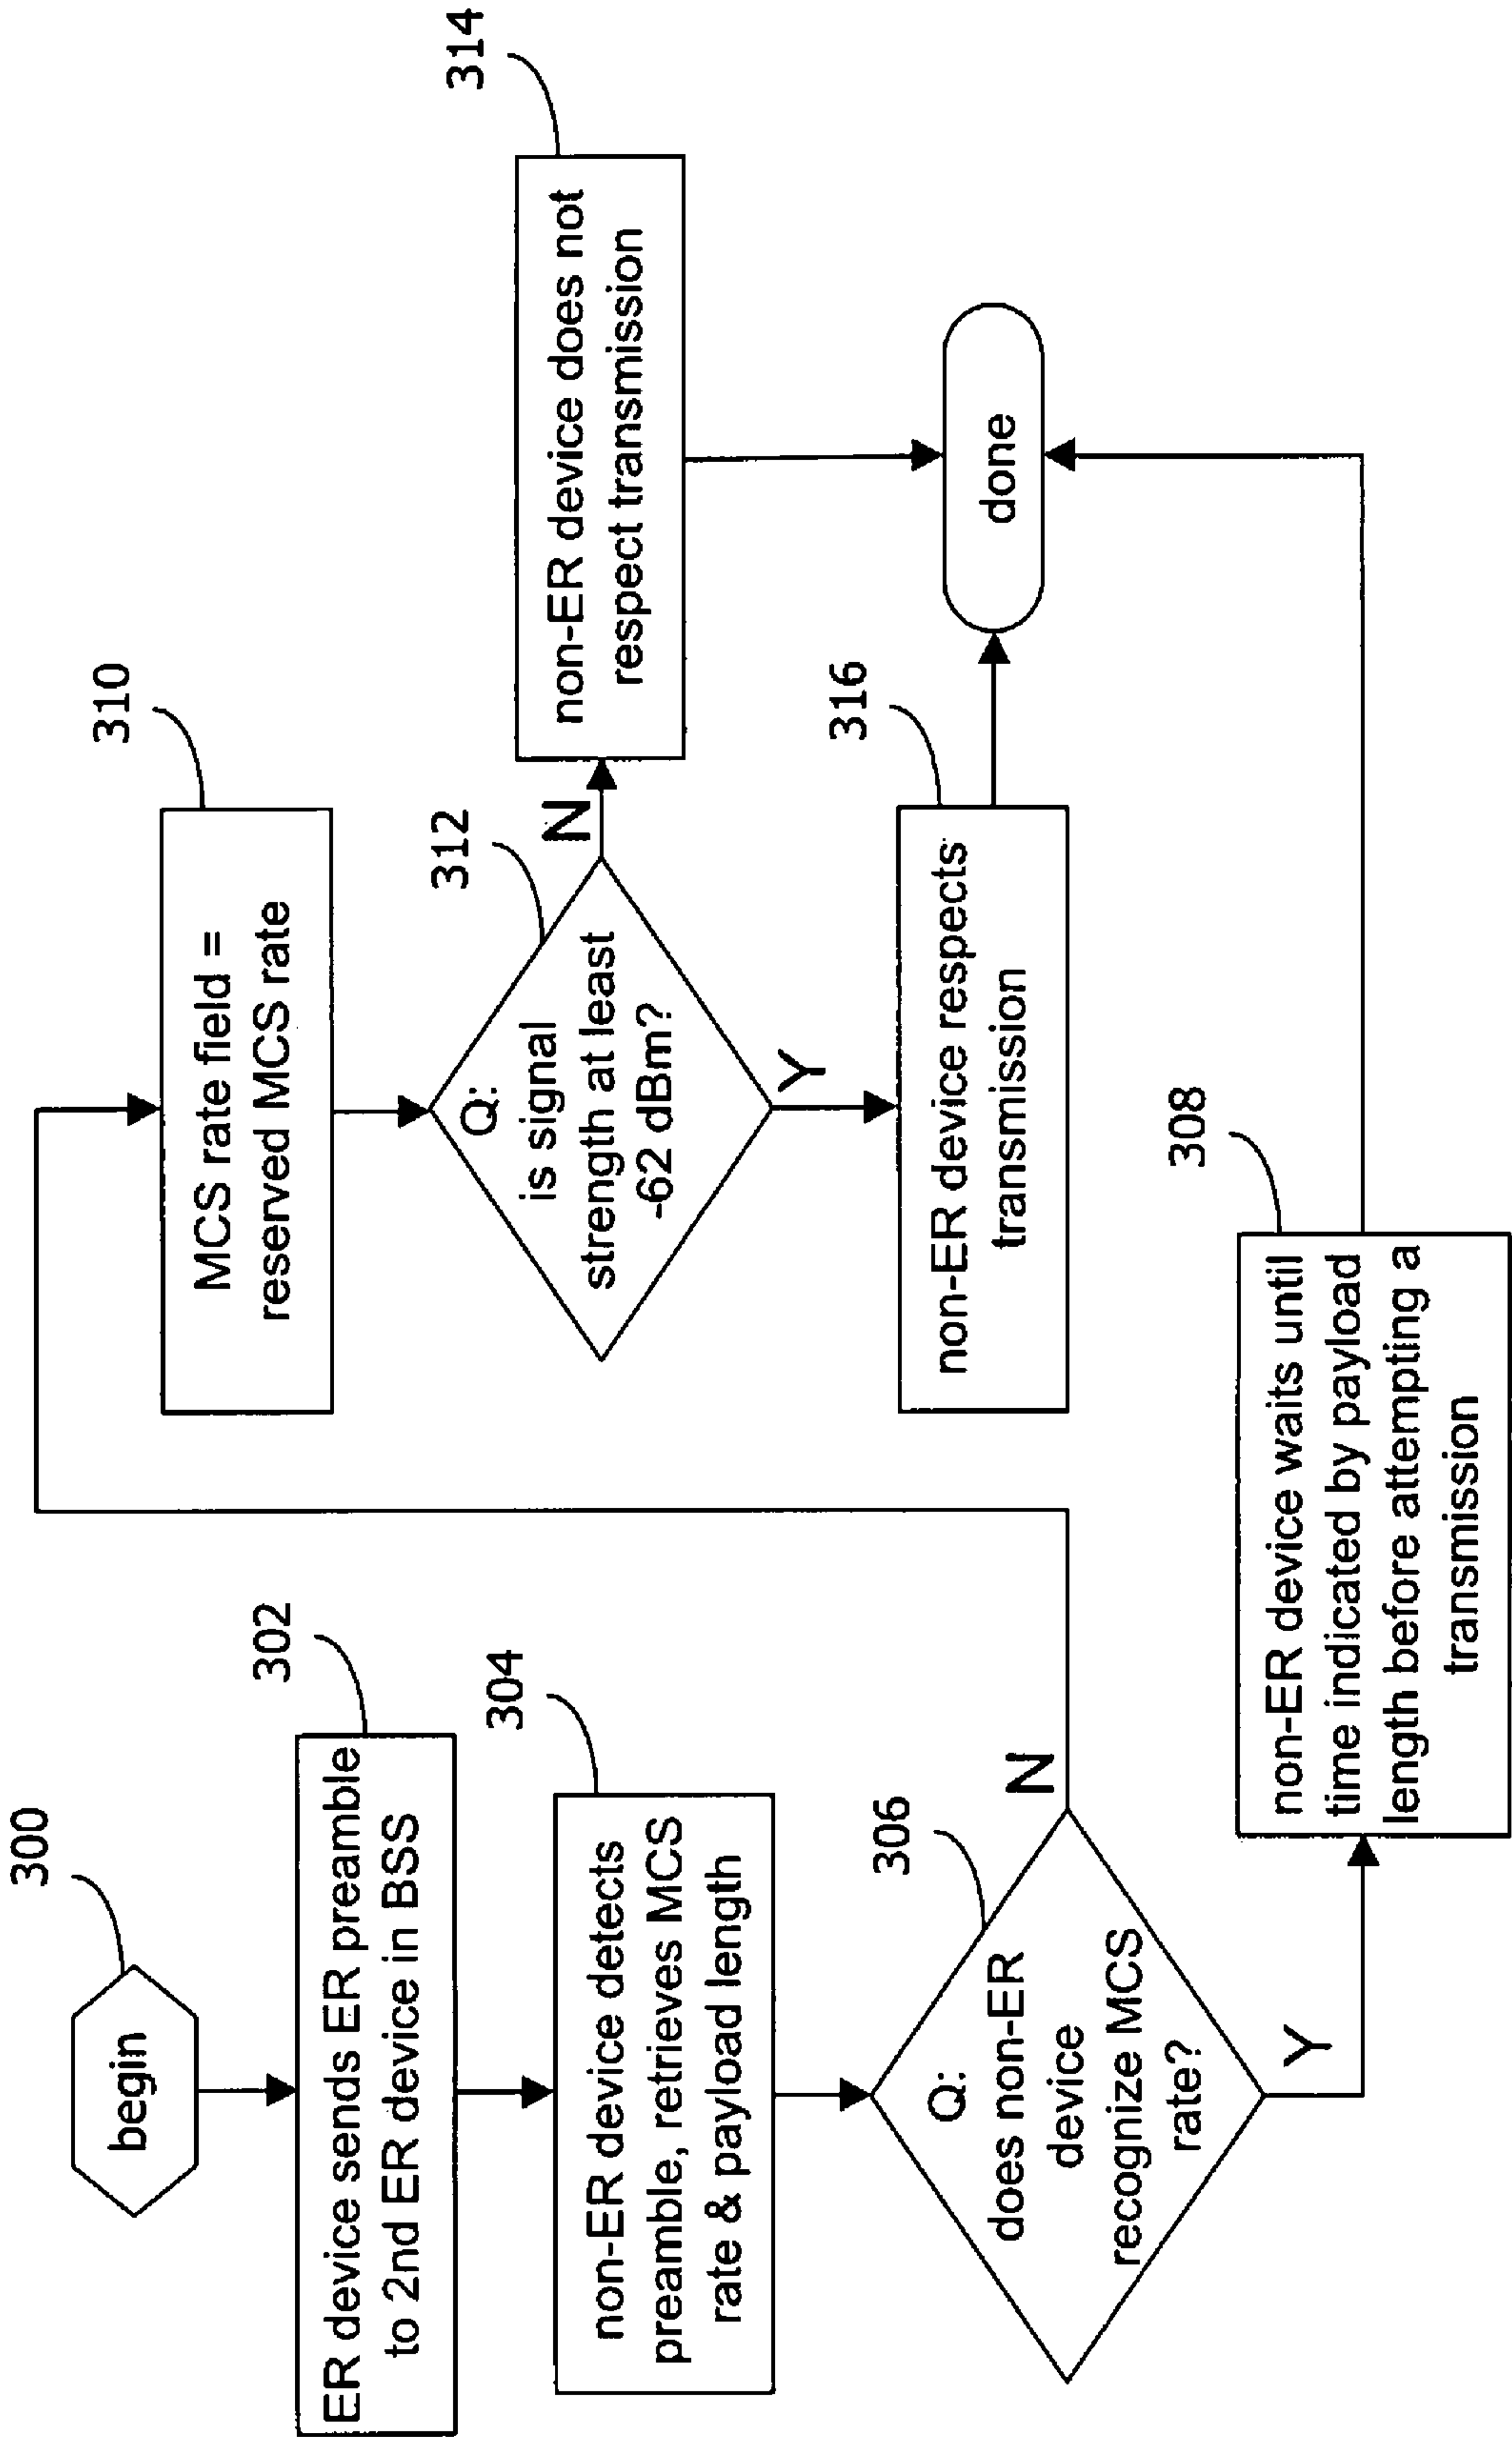 300
begin
302
ER device sends ER preamble
to 2nd ER device in BSS
304
non-ER device detects
preamble, retrieves MCS
rate & payload length
306
Q:
does non-ER
device
recognize MCS
rate?
N
Y
308
non-ER device waits until
time indicated by payload
length before attempting a
transmission
310
MCS rate field =
reserved MCS rate
312
Q:
is signal
strength at least
-62 dBm?
N
Y
314
non-ER device does not
respect transmission
316
non-ER device respects
transmission
done